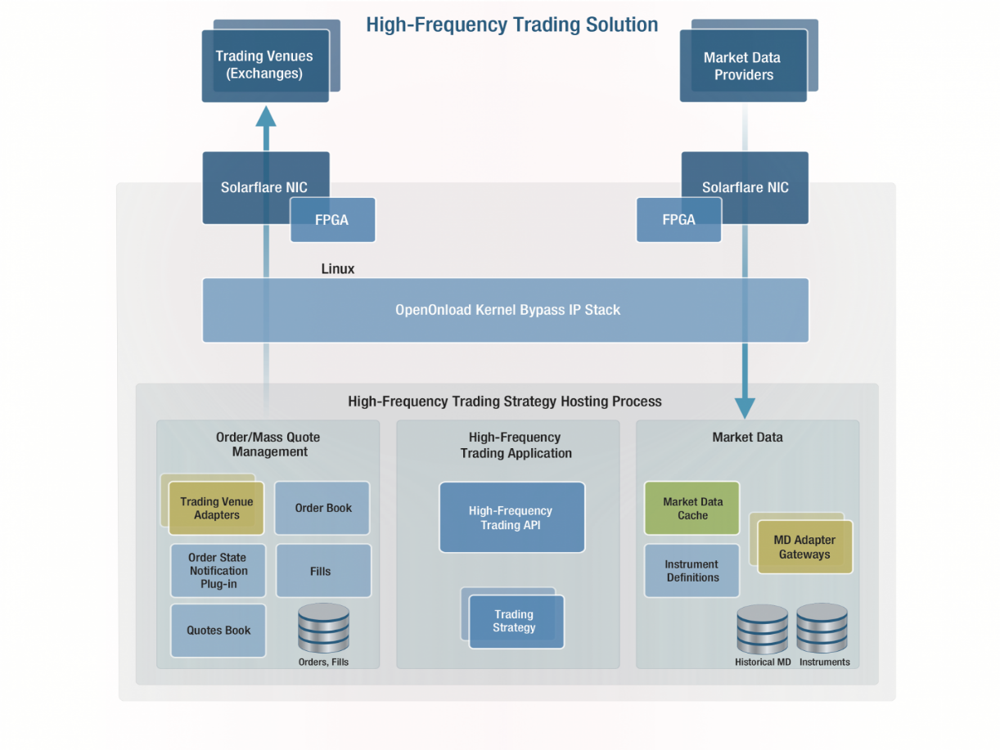 High-Frequency Trading Solution
Trading Venues
(Exchanges)
Market Data
Providers
Solarflare NIC
FPGA
Solarflare NIC
FPGA
Linux
OpenOnload Kernel Bypass IP Stack
High-Frequency Trading Strategy Hosting Process
Order/Mass Quote
Management
Trading Venue
Adapters
Order Book
Order State
Notification
Plug-in
Fills
Quotes Book
Orders, Fills
High-Frequency
Trading Application
High-Frequency
Trading API
Trading
Strategy
Market Data
Market Data
Cache
MD Adapter
Gateways
Instrument
Definitions
Historical MD
Instruments